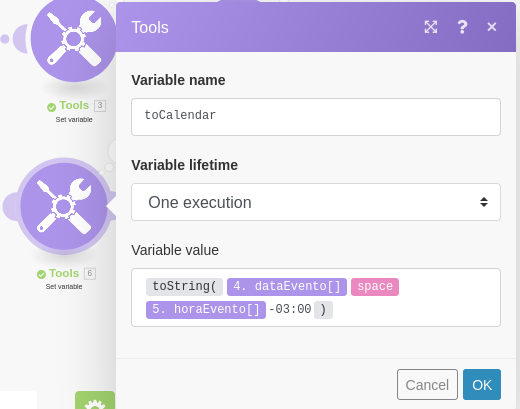 Tools
Variable name
toCalendar
Variable lifetime
One execution
Variable value
toString( 4. dataEvento[] space
5. horaEvento[] -03:00 )
Cancel OK
Tools 3
Set variable
Tools 6
Set variable